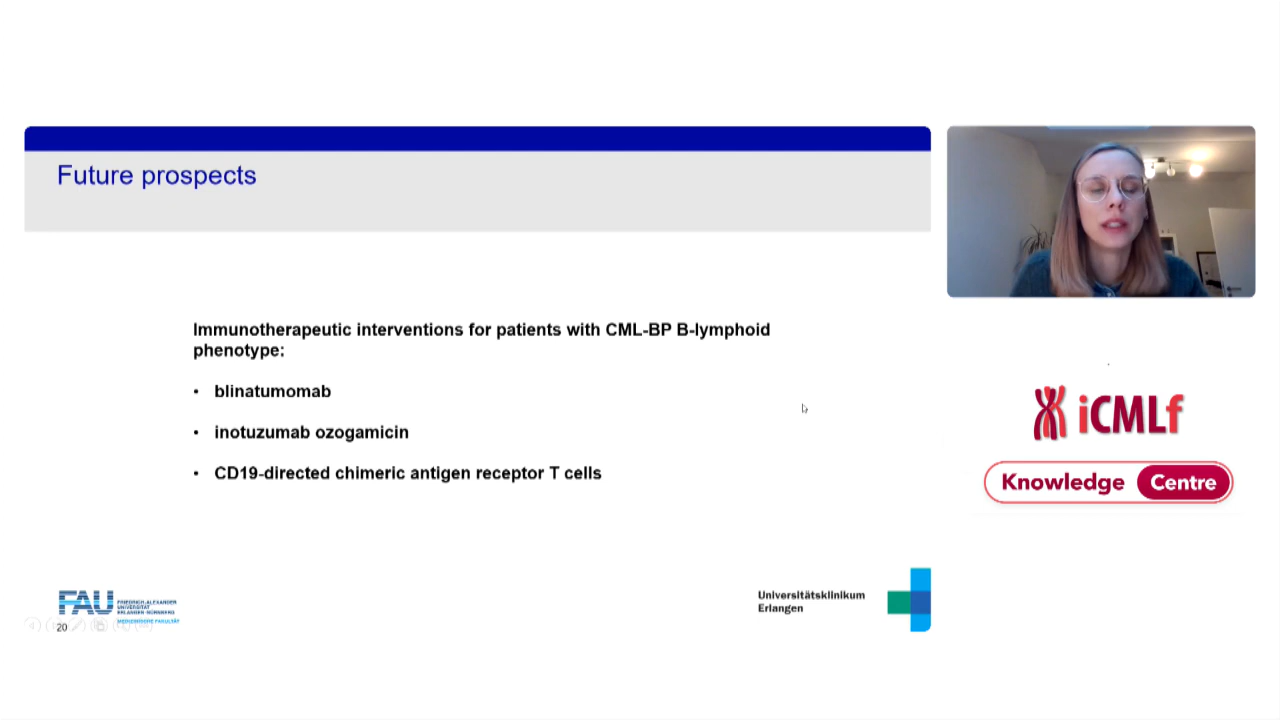 Future prospects
Immunotherapeutic interventions for patients with CML-BP B-lymphoid
phenotype:
• blinatumomab
• inotuzumab ozogamicin
• CD19-directed chimeric antigen receptor T cells
iCMLf
Knowledge Centre
FAU
FRIEDRICH-ALEXANDER
UNIVERSITÄT
ERLANGEN-NÜRNBERG
MEDIZINISCHE FAKULTÄT
20
Universitätsklinikum
Erlangen